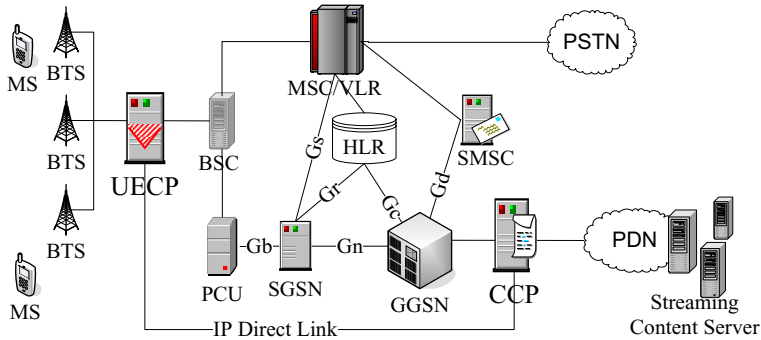 PSTN
MS
BTS
MSC/VLR
BTS
UECP
BSC
Gs
HLR
SMSC
Gr
Gc
Gd
BTS
MS
PCU
Gb
SGSN
Gn
GGSN
CCP
PDN
Streaming
Content Server
IP Direct Link